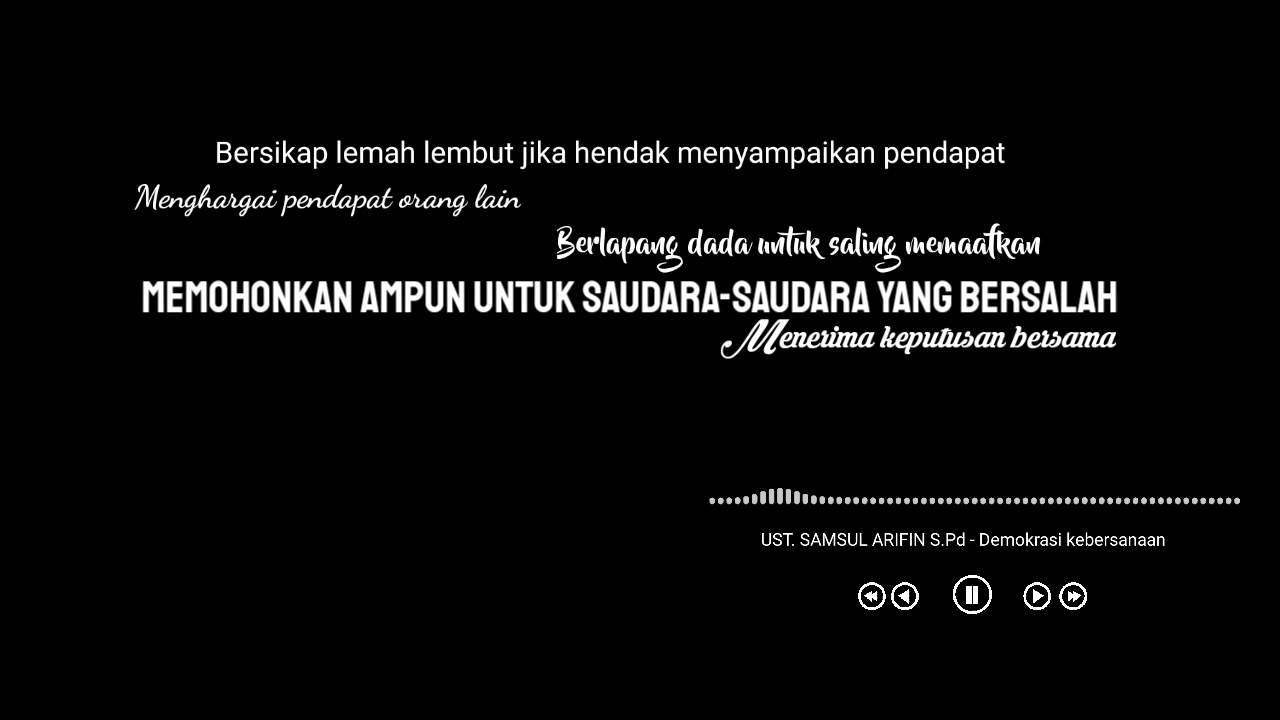 Bersikap lemah lembut jika hendak menyampaikan pendapat
Menghargai pendapat orang lain
Berlapang dada untuk saling memaafkan
MEMOHONKAN AMPUN UNTUK SAUDARA-SAUDARA YANG BERSALAH
Menerima keputusan bersama
UST. SAMSUL ARIFIN S.Pd - Demokrasi kebersanaan